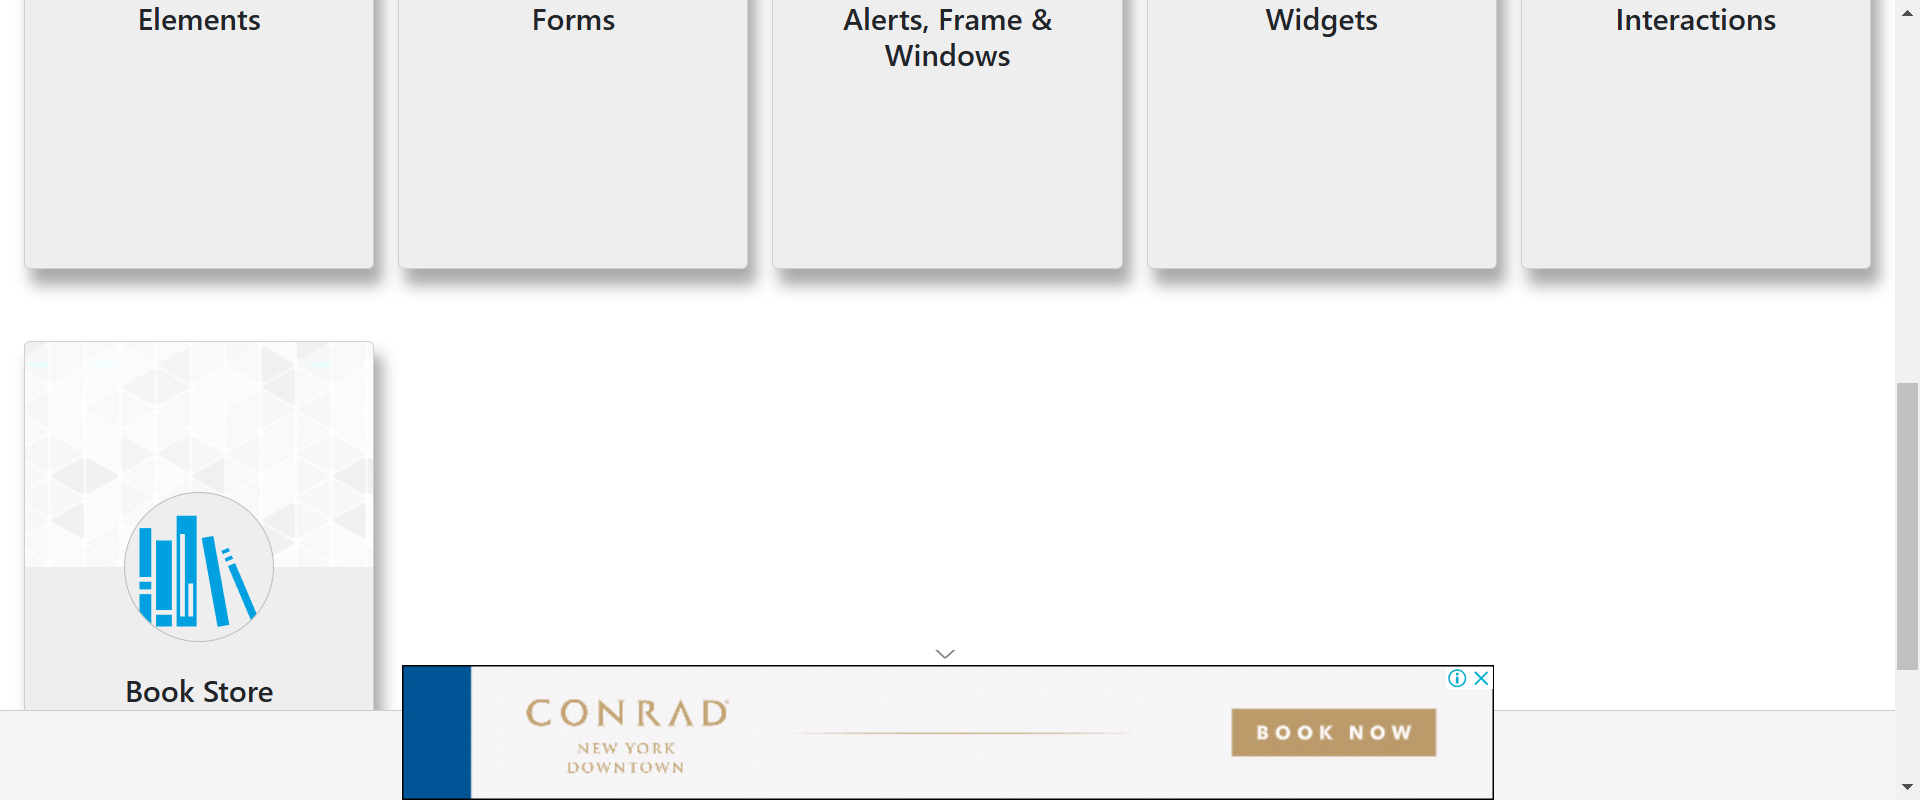 Elements
Forms
Alerts, Frame &
Windows
Widgets
Interactions
Book Store
CONRAD
NEW YORK
DOWNTOWN
BOOK NOW